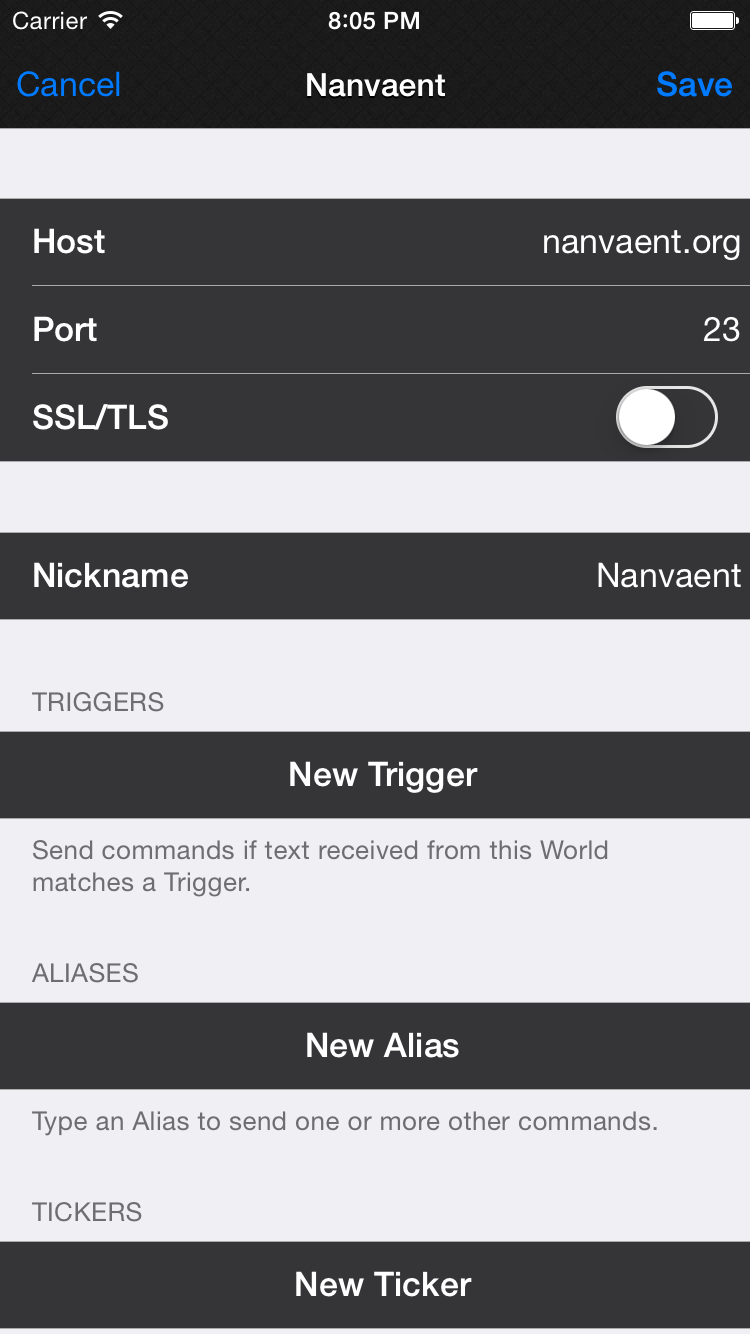 Carrier 8:05 PM
Cancel Nanvaent Save
Host nanvaent.org
Port 23
SSL/TLS
Nickname Nanvaent
TRIGGERS
New Trigger
Send commands if text received from this World
matches a Trigger.
ALIASES
New Alias
Type an Alias to send one or more other commands.
TICKERS
New Ticker